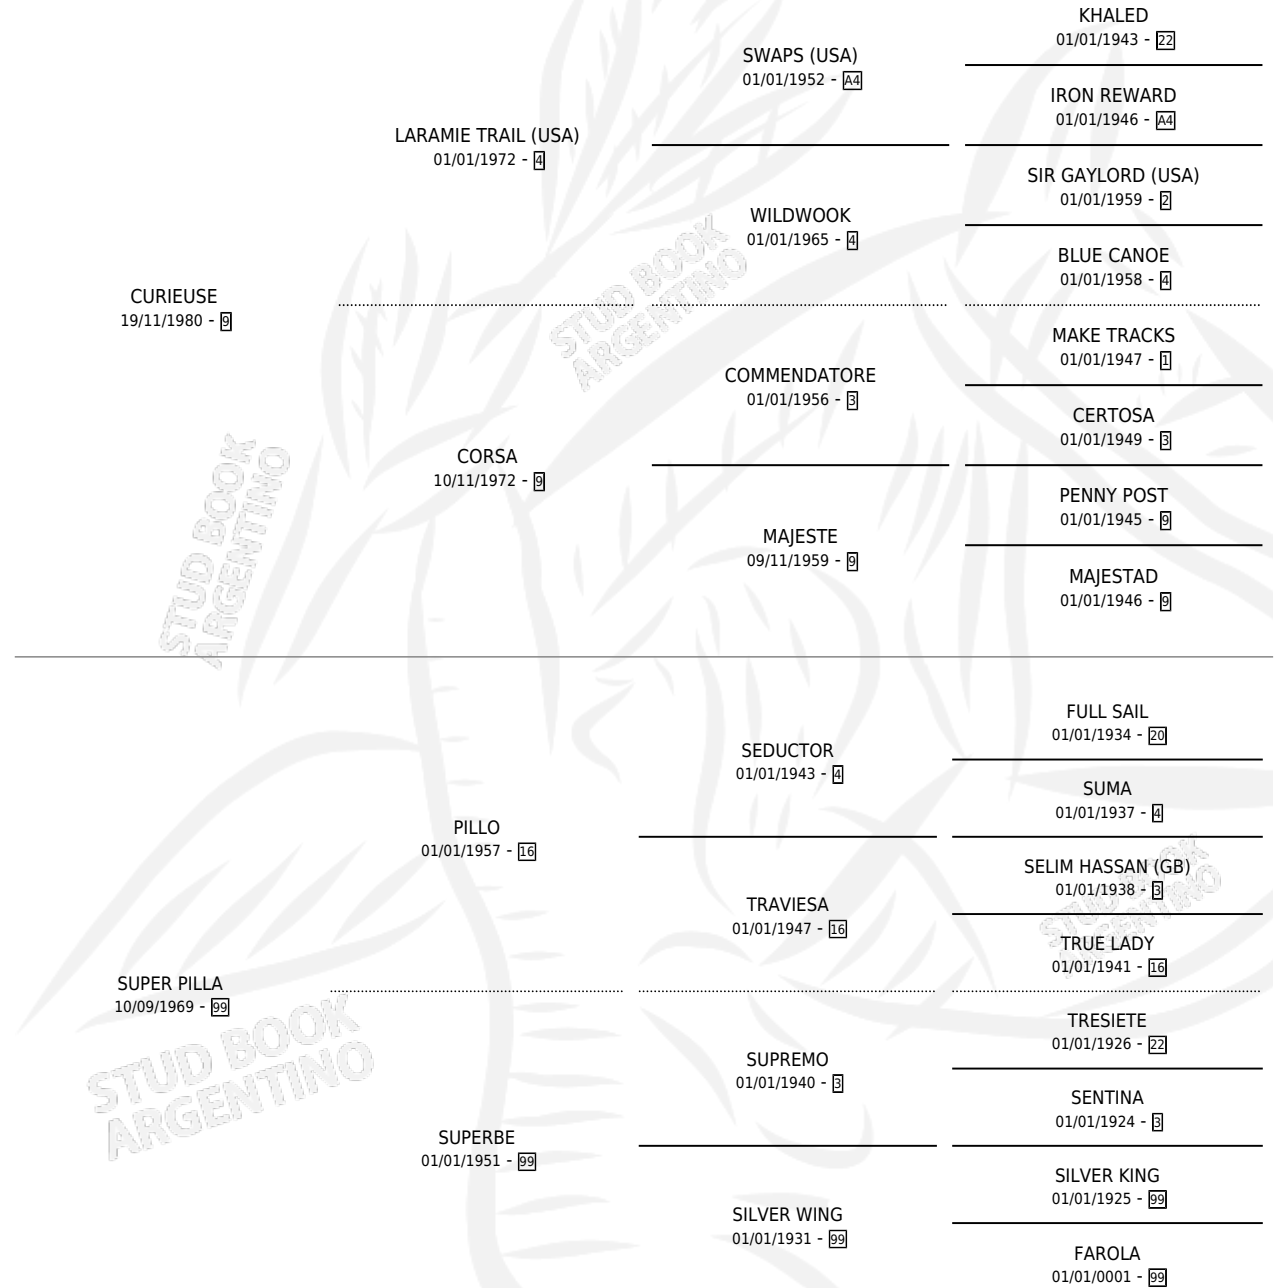 KHALED
01/01/1943 - 22
SWAPS (USA)
01/01/1952 - A4
IRON REWARD
01/01/1946 - A4
LARAMIE TRAIL (USA)
01/01/1972 - 4
SIR GAYLORD (USA)
01/01/1959 - 2
WILDWOOK
01/01/1965 - 4
BLUE CANOE
01/01/1958 - 4
CURIEUSE
19/11/1980 - 9
STUD BOOK
ARGENTINO
MAKE TRACKS
01/01/1947 - 1
COMMENDATORE
01/01/1956 - 3
CERTOSA
01/01/1949 - 3
CORSA
10/11/1972 - 9
PENNY POST
01/01/1945 - 9
MAJESTE
09/11/1959 - 9
MAJESTAD
01/01/1946 - 9
STUD BOOK
ARGENTINO
FULL SAIL
01/01/1934 - 20
SEDUCTOR
01/01/1943 - 4
SUMA
01/01/1937 - 4
PILLO
01/01/1957 - 16
SELIM HASSAN (GB)
01/01/1938 - 3
TRAVIESA
01/01/1947 - 16
TRUE LADY
01/01/1941 - 16
STUD BOOK
ARGENTINO
SUPER PILLA
10/09/1969 - 99
TRESIETE
01/01/1926 - 22
SUPREMO
01/01/1940 - 3
SENTINA
01/01/1924 - 3
STUD BOOK
ARGENTINO
SUPERBE
01/01/1951 - 99
SILVER KING
01/01/1925 - 99
SILVER WING
01/01/1931 - 99
FAROLA
01/01/0001 - 99